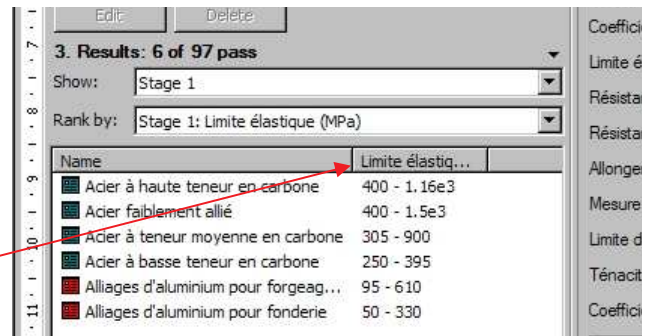 Edit Delete
3. Results: 6 of 97 pass
Show: Stage 1
Rank by: Stage 1: Limite élastique (MPa)
Name Limite élastiq...
Acier à haute teneur en carbone 400 - 1.16e3
Acier faiblement allié 400 - 1.5e3
Acier à teneur moyenne en carbone 305 - 900
Acier à basse teneur en carbone 250 - 395
Alliages d'aluminium pour forgeag... 95 - 610
Alliages d'aluminium pour fonderie 50 - 330
7
8
9
10
11
Coeffici
Limite é
Résista
Résista
Allonge
Mesure
Limite d
Ténacit
Coeffici